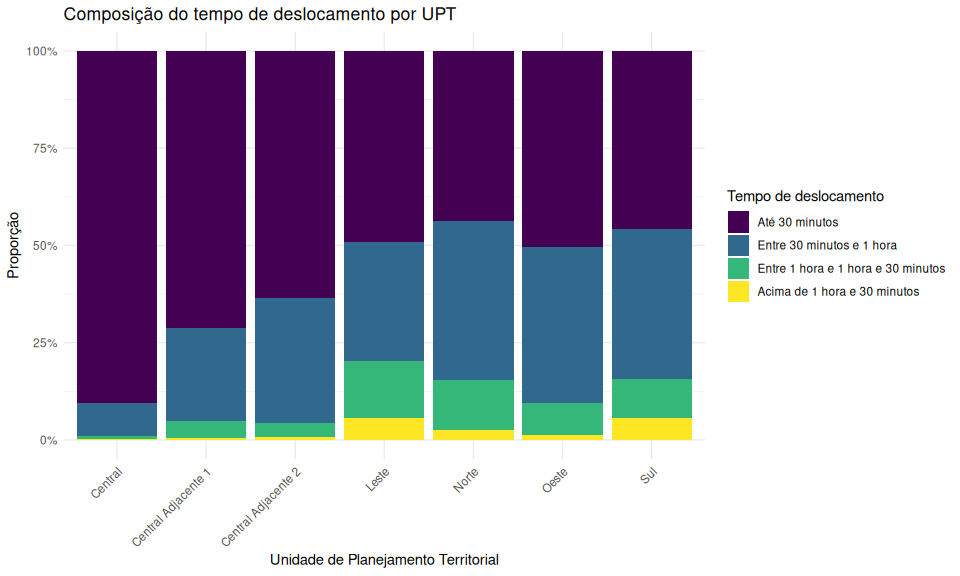 Composição do tempo de deslocamento por UPT
Proporção
100%
75%
50%
25%
0%
Central
Central Adjacente 1
Central Adjacente 2
Leste
Norte
Oeste
Sul
Unidade de Planejamento Territorial
Tempo de deslocamento
Até 30 minutos
Entre 30 minutos e 1 hora
Entre 1 hora e 1 hora e 30 minutos
Acima de 1 hora e 30 minutos